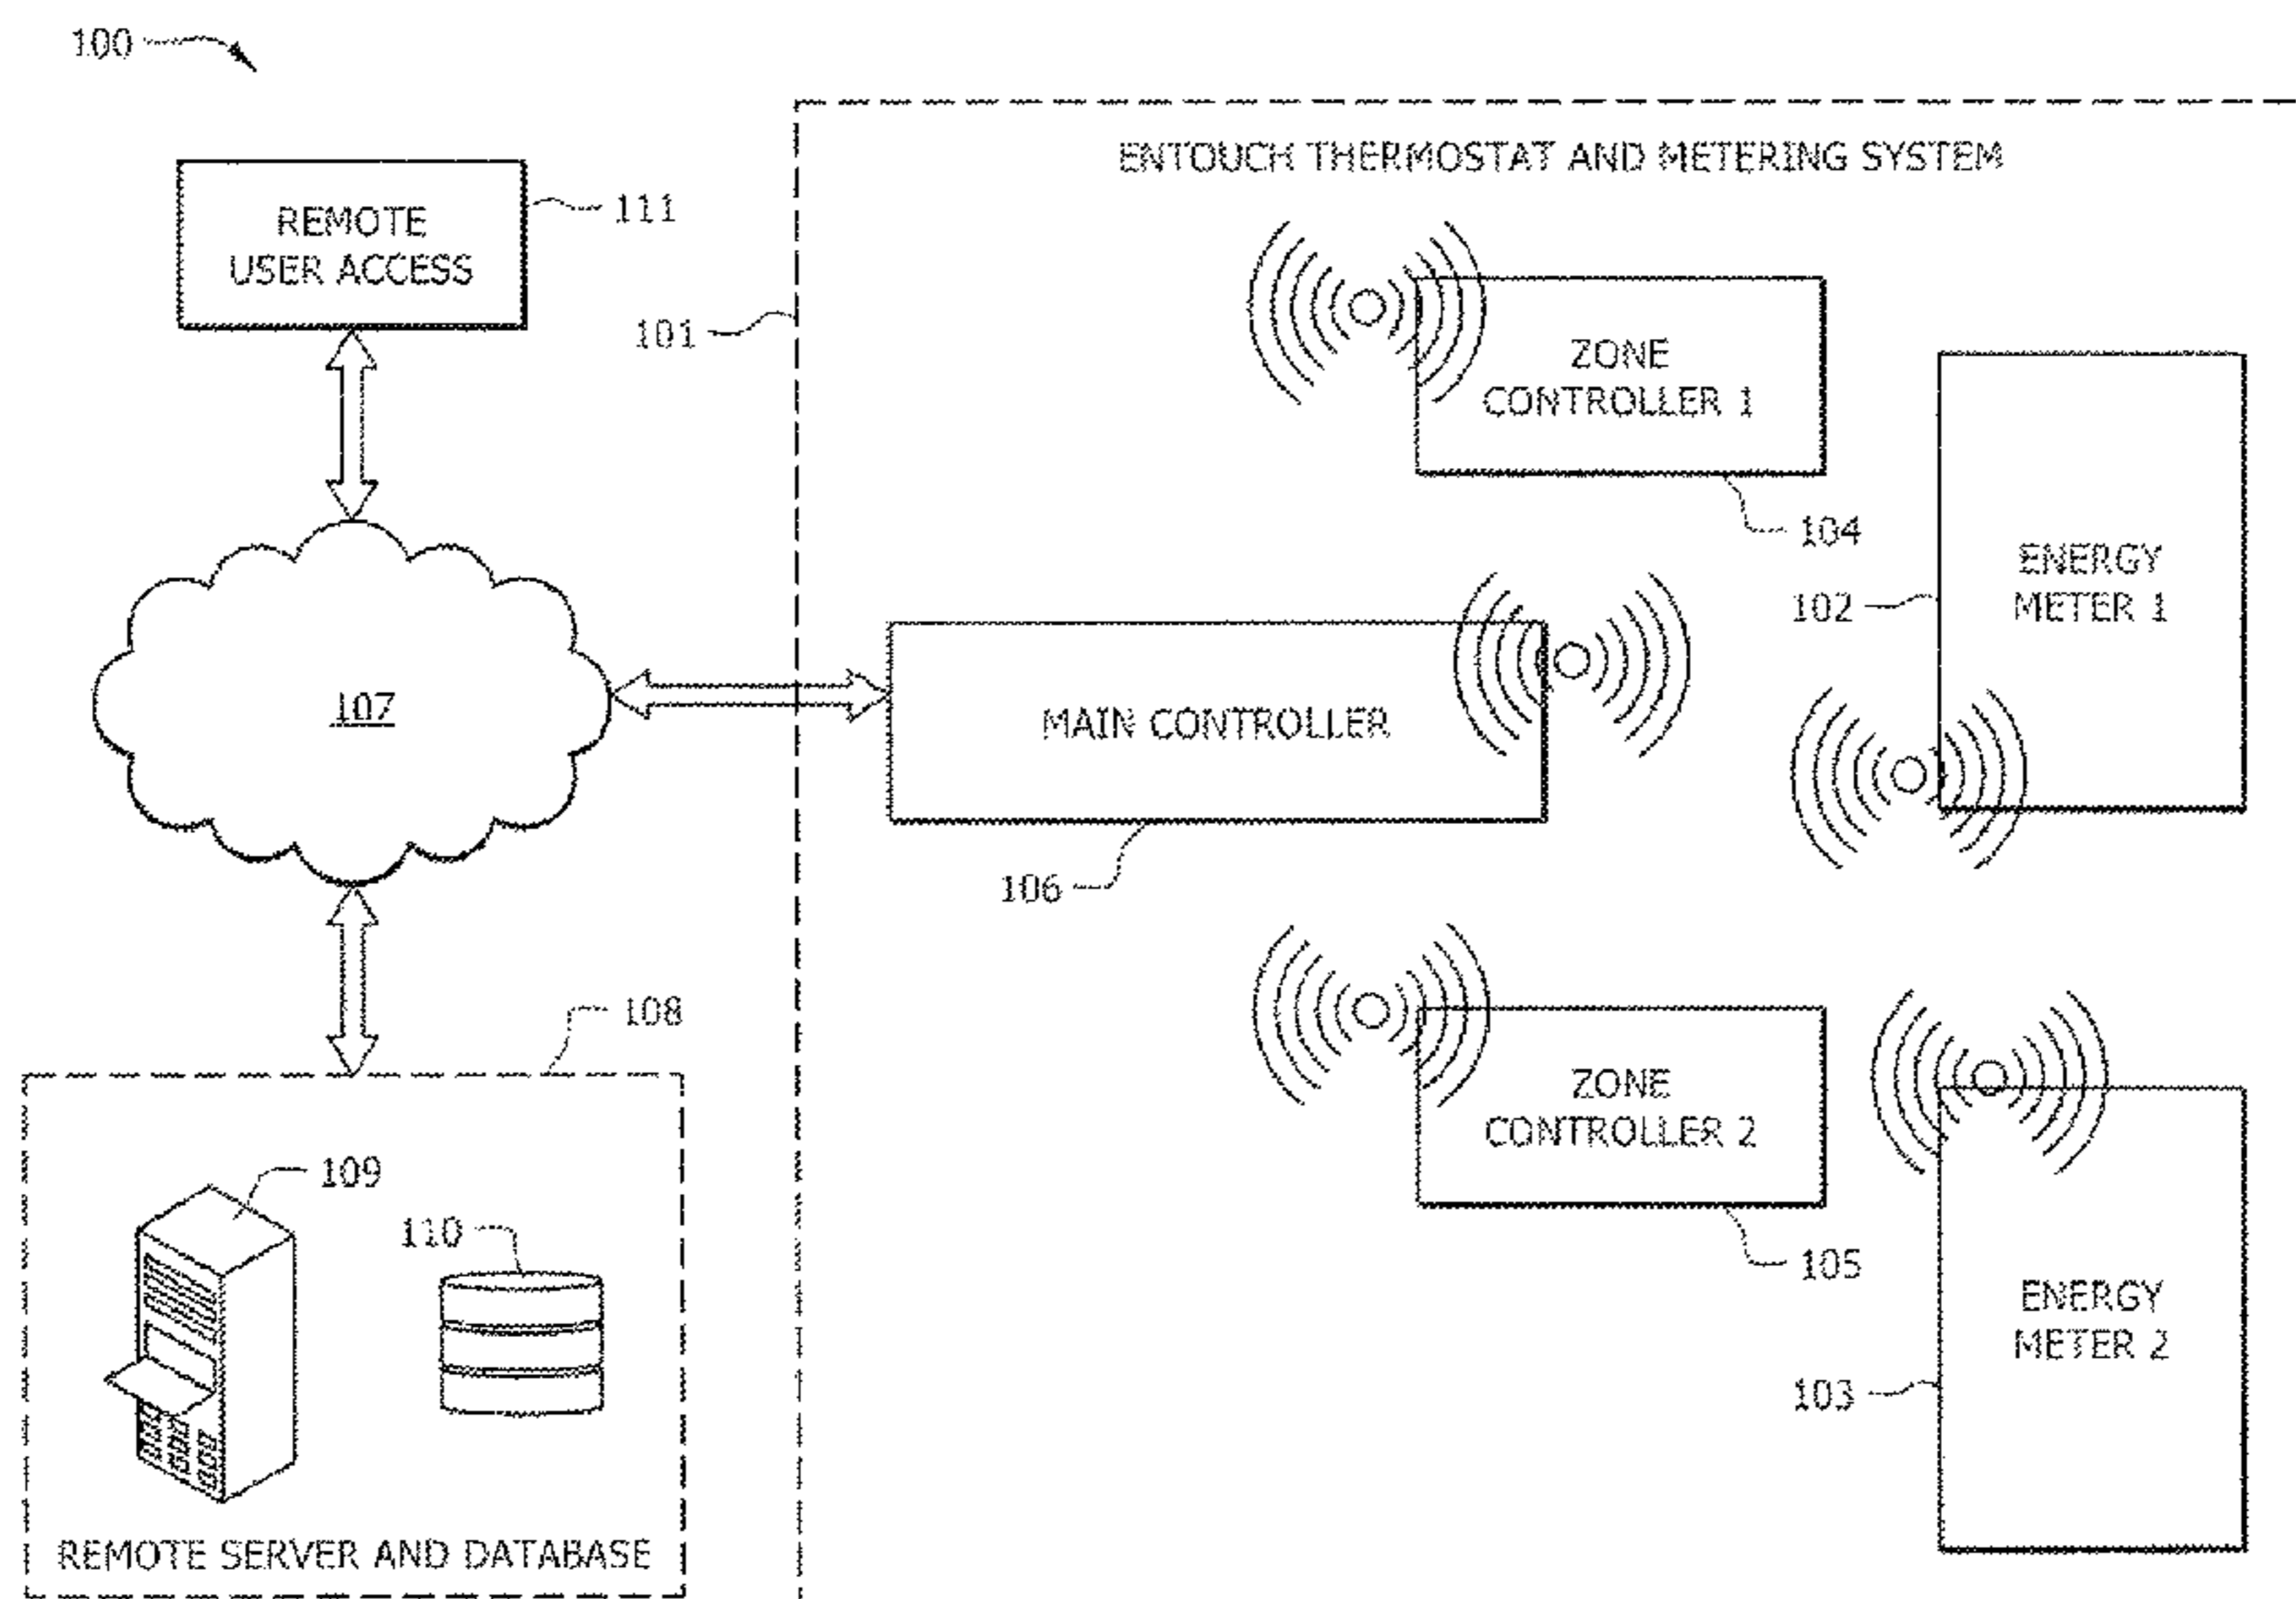 100
ENTOUCH THERMOSTAT AND METERING SYSTEM
REMOTE
USER ACCESS
111
101
ZONE
CONTROLLER 1
104
ENERGY
METER 1
102
107
MAIN CONTROLLER
106
108
ZONE
CONTROLLER 2
105
109
110
ENERGY
METER 2
103
REMOTE SERVER AND DATABASE